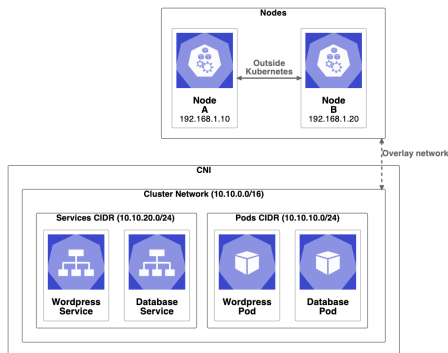 Nodes
Outside
Kubernetes
Node
A
192.168.1.10
Node
B
192.168.1.20
Overlay network
CNI
Cluster Network (10.10.0.0/16)
Services CIDR (10.10.20.0/24)
Pods CIDR (10.10.10.0/24)
Wordpress
Service
Database
Service
Wordpress
Pod
Database
Pod